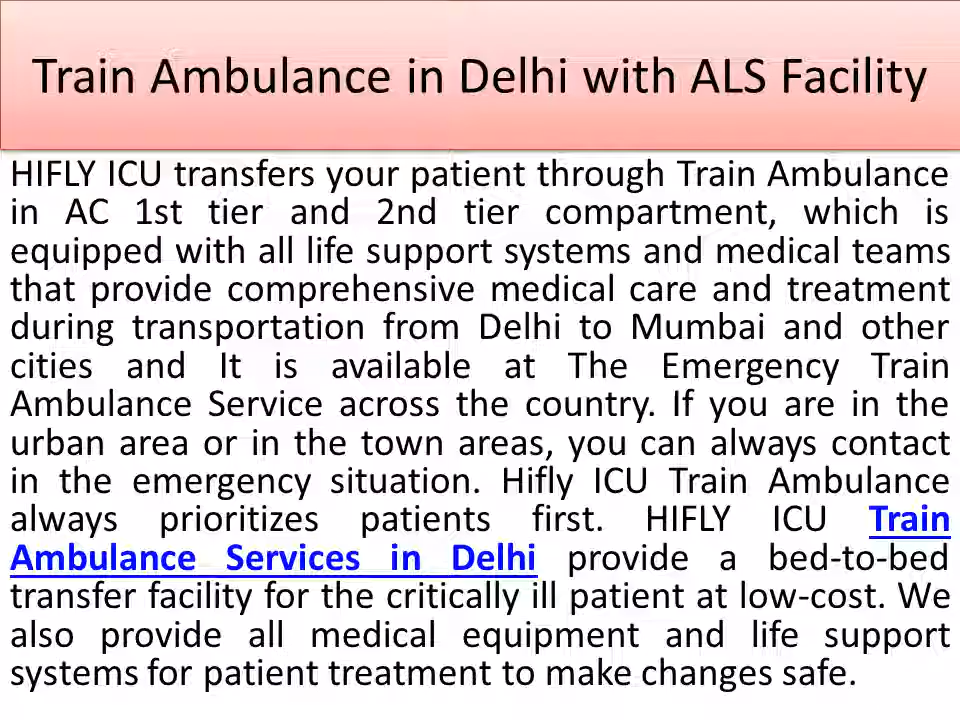 Train Ambulance in Delhi with ALS Facility
HIFLY ICU transfers your patient through Train Ambulance
in AC 1st tier and 2nd tier compartment, which is
equipped with all life support systems and medical teams
that provide comprehensive medical care and treatment
during transportation from Delhi to Mumbai and other
cities and It is available at The Emergency Train
Ambulance Service across the country. If you are in the
urban area or in the town areas, you can always contact
in the emergency situation. Hifly ICU Train Ambulance
always prioritizes patients first. HIFLY ICU Train
Ambulance Services in Delhi provide a bed-to-bed
transfer facility for the critically ill patient at low-cost. We
also provide all medical equipment and life support
systems for patient treatment to make changes safe.